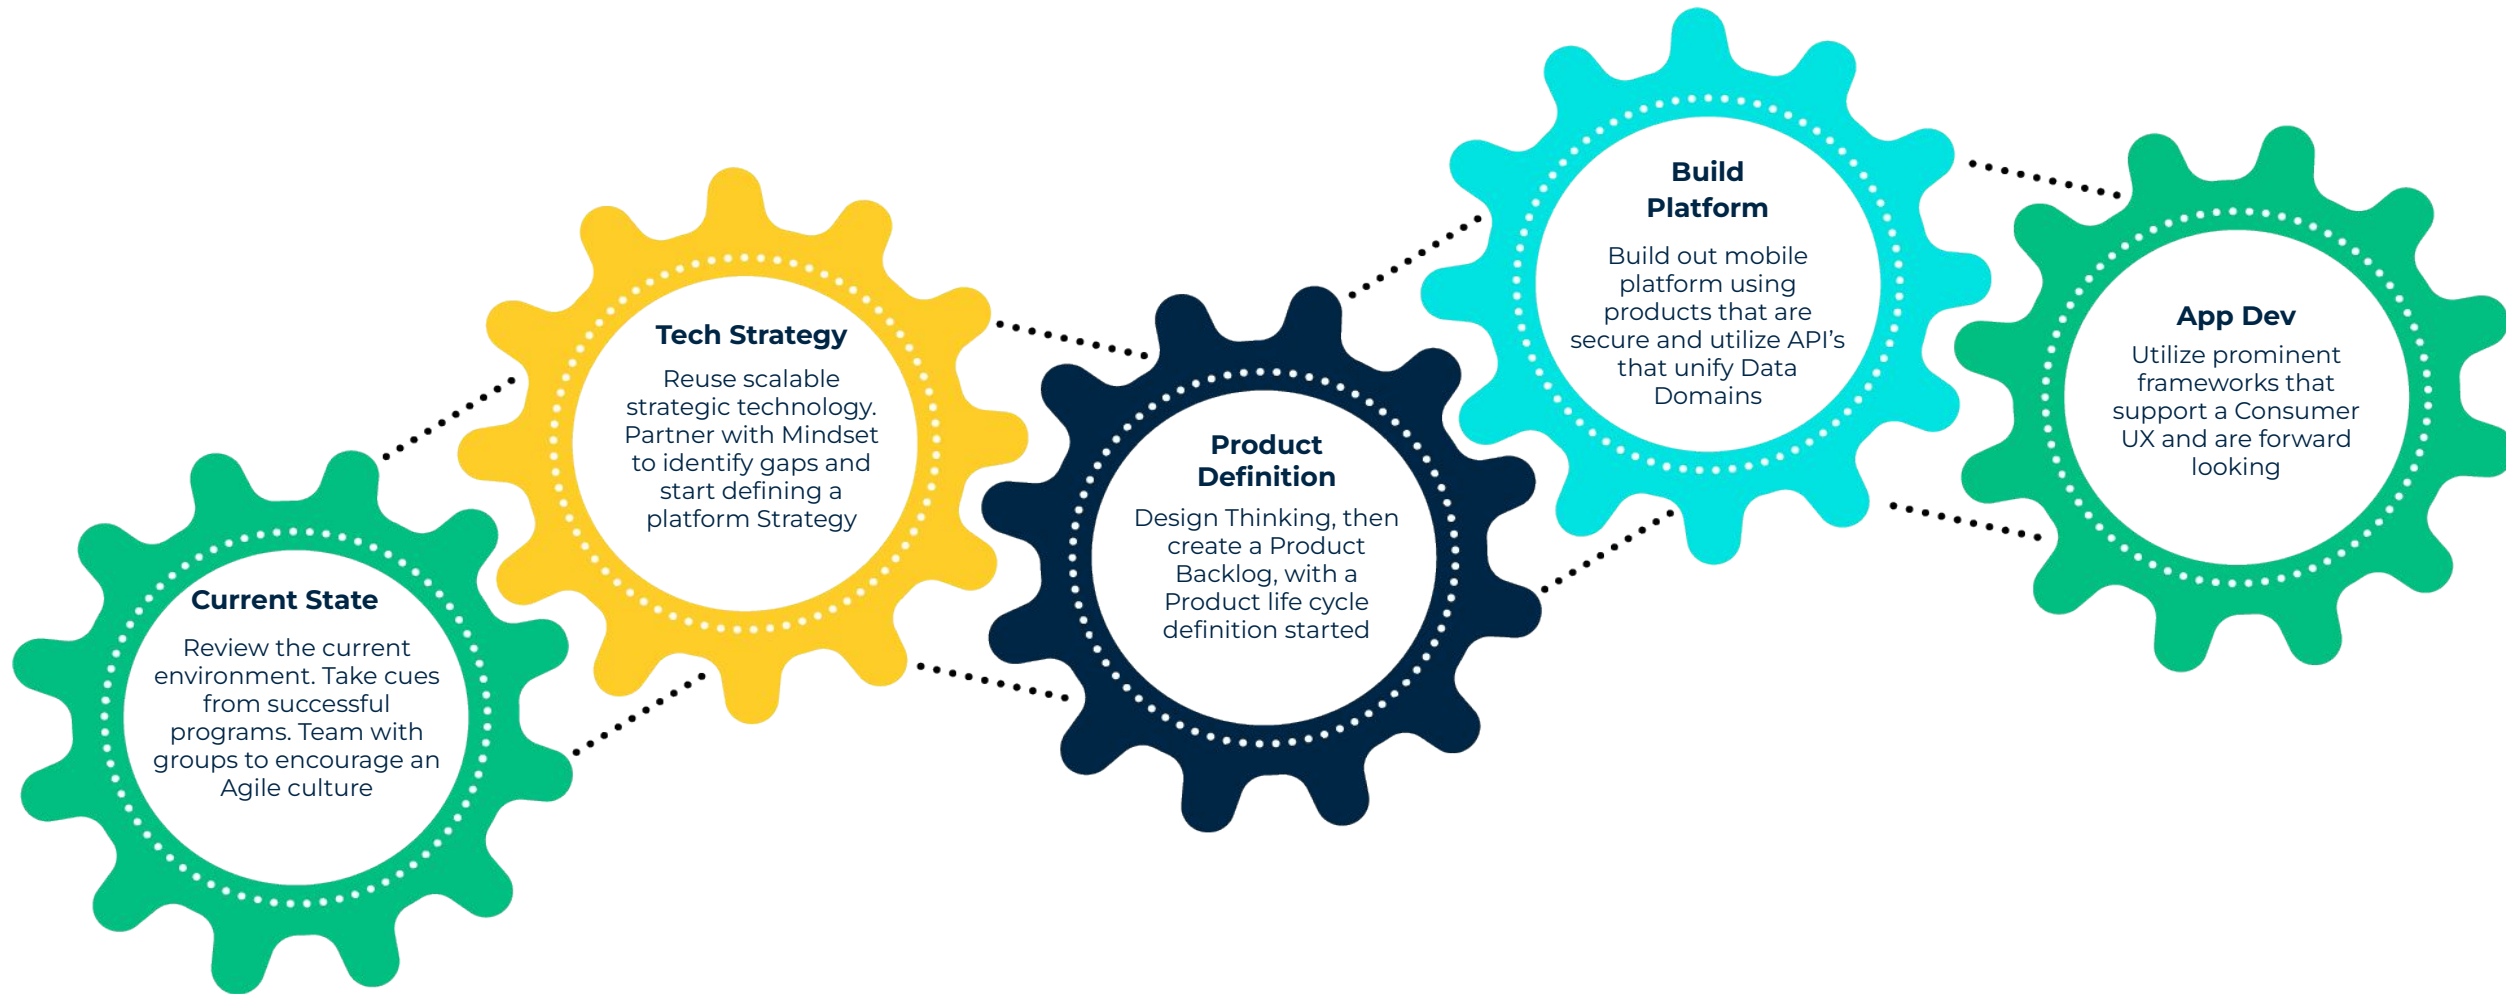 Current State
Review the current
environment. Take cues
from successful
programs. Team with
groups to encourage an
Agile culture
Tech Strategy
Reuse scalable
strategic technology.
Partner with Mindset
to identify gaps and
start defining a
platform Strategy
Product
Definition
Design Thinking, then
create a Product
Backlog, with a
Product life cycle
definition started
Build
Platform
Build out mobile
platform using
products that are
secure and utilize API’s
that unify Data
Domains
App Dev
Utilize prominent
frameworks that
support a Consumer
UX and are forward
looking